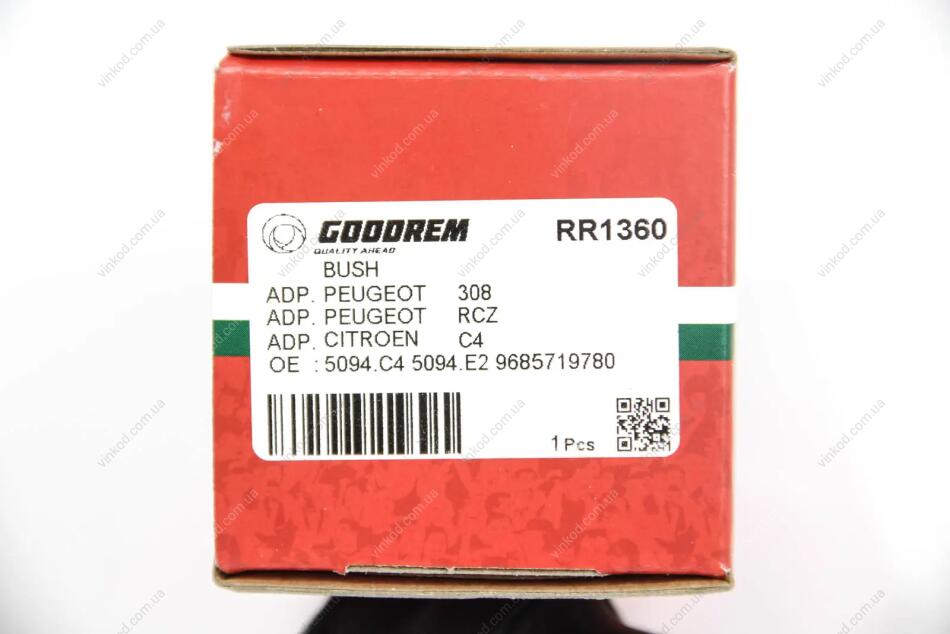 GOODREM RR1360
QUALITY AHEAD
BUSH
ADP. PEUGEOT 308
ADP. PEUGEOT RCZ
ADP. CITROEN C4
OE : 5094.C4 5094.E2 9685719780
1 Pcs
vinkod.com.ua